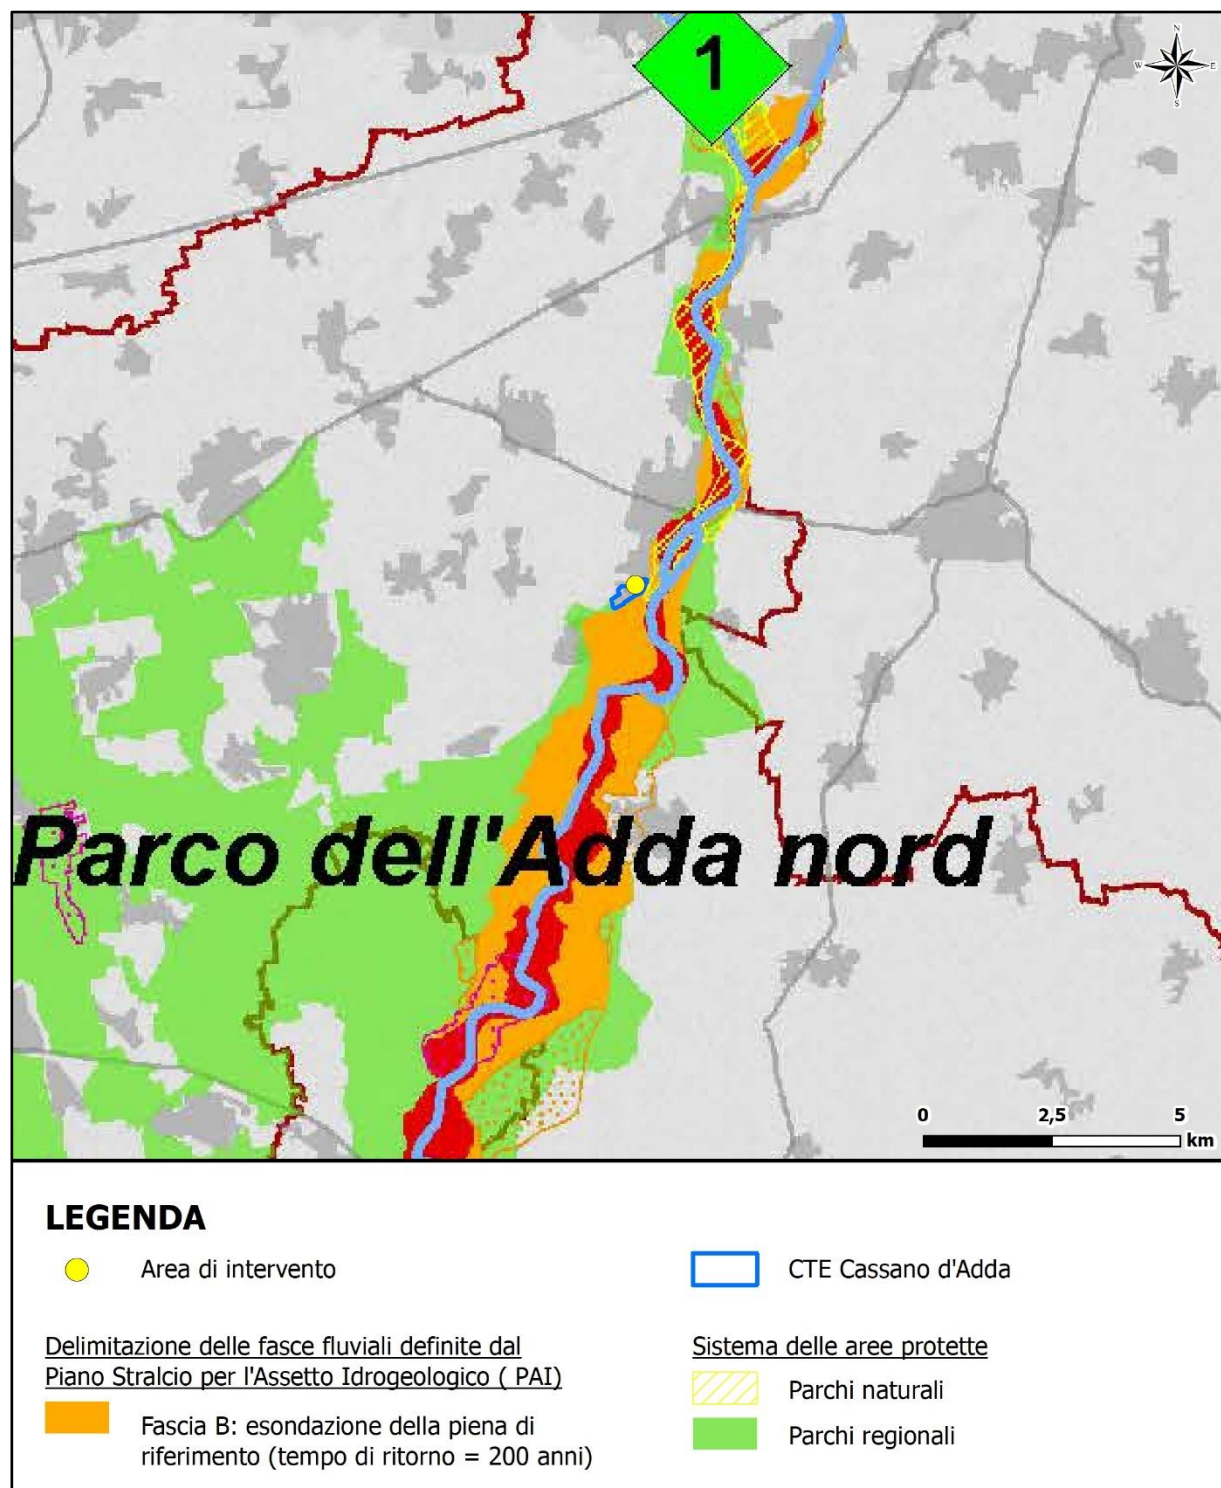 1
N
W E
S
Parco dell'Adda nord
0 2,5 5
km
LEGENDA
Area di intervento
CTE Cassano d'Adda
Delimitazione delle fasce fluviali definite dal
Piano Stralcio per l'Assetto Idrogeologico ( PAI)
Fascia B: esondazione della piena di
riferimento (tempo di ritorno = 200 anni)
Sistema delle aree protette
Parchi naturali
Parchi regionali